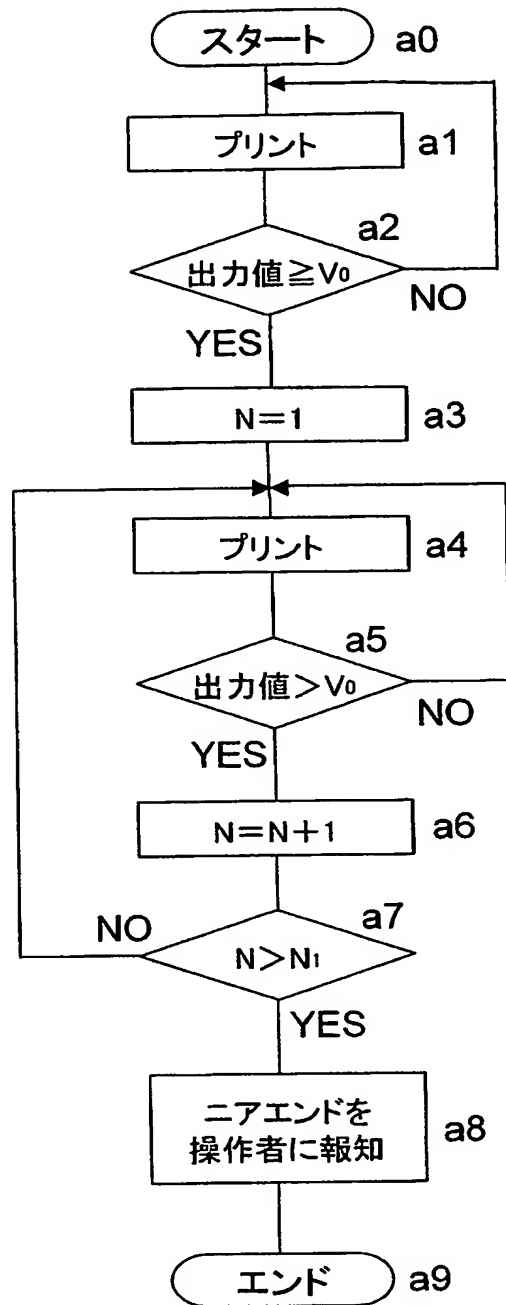 スタート a0
プリント a1
a2
出力値≧V₀
NO
YES
N=1 a3
プリント a4
a5
出力値>V₀
NO
YES
N=N+1 a6
a7
NO
N>N₁
YES
ニアエンドを
操作者に報知 a8
エンド a9